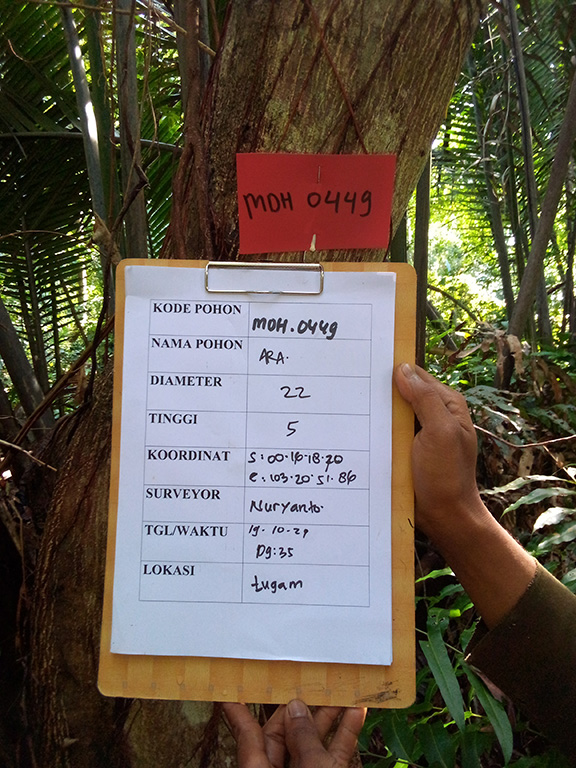 MDH 0449
KODE POHON MDH.0449
NAMA POHON ARA.
DIAMETER 22
TINGGI 5
KOORDINAT S: 00.16.18.20
E: 103.20.51.86
SURVEYOR Nuryanto.
TGL/WAKTU 19-10-29
09:35
LOKASI tugam